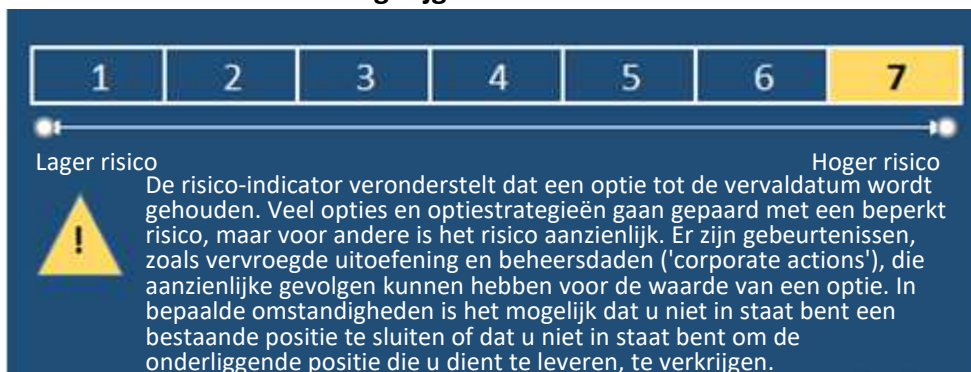 1 2 3 4 5 6 7
Lager risico Hoger risico
De risico-indicator veronderstelt dat een optie tot de vervaldatum wordt
gehouden. Veel opties en optiestrategieën gaan gepaard met een beperkt
! risico, maar voor andere is het risico aanzienlijk. Er zijn gebeurtenissen,
zoals vervroegde uitoefening en beheersdaden ('corporate actions'), die
aanzienlijke gevolgen kunnen hebben voor de waarde van een optie. In
bepaalde omstandigheden is het mogelijk dat u niet in staat bent een
bestaande positie te sluiten of dat u niet in staat bent om de
onderliggende positie die u dient te leveren, te verkrijgen.